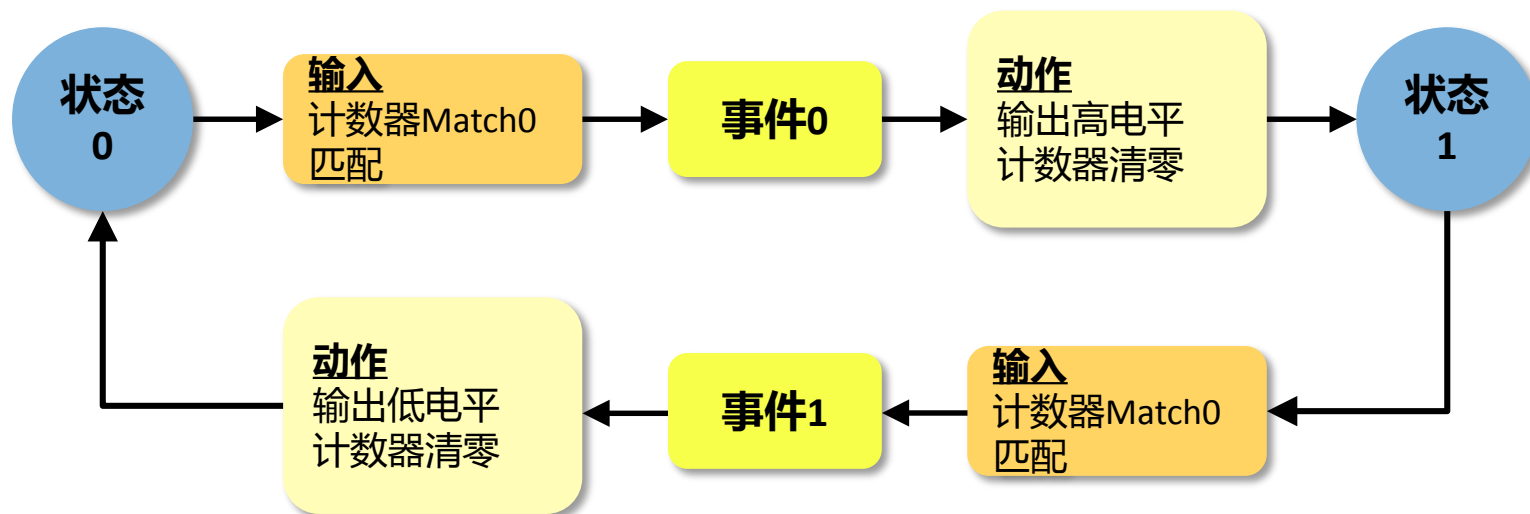 状态
0
输入
计数器Match0
匹配
事件0
动作
输出高电平
计数器清零
状态
1
动作
输出低电平
计数器清零
事件1
输入
计数器Match0
匹配